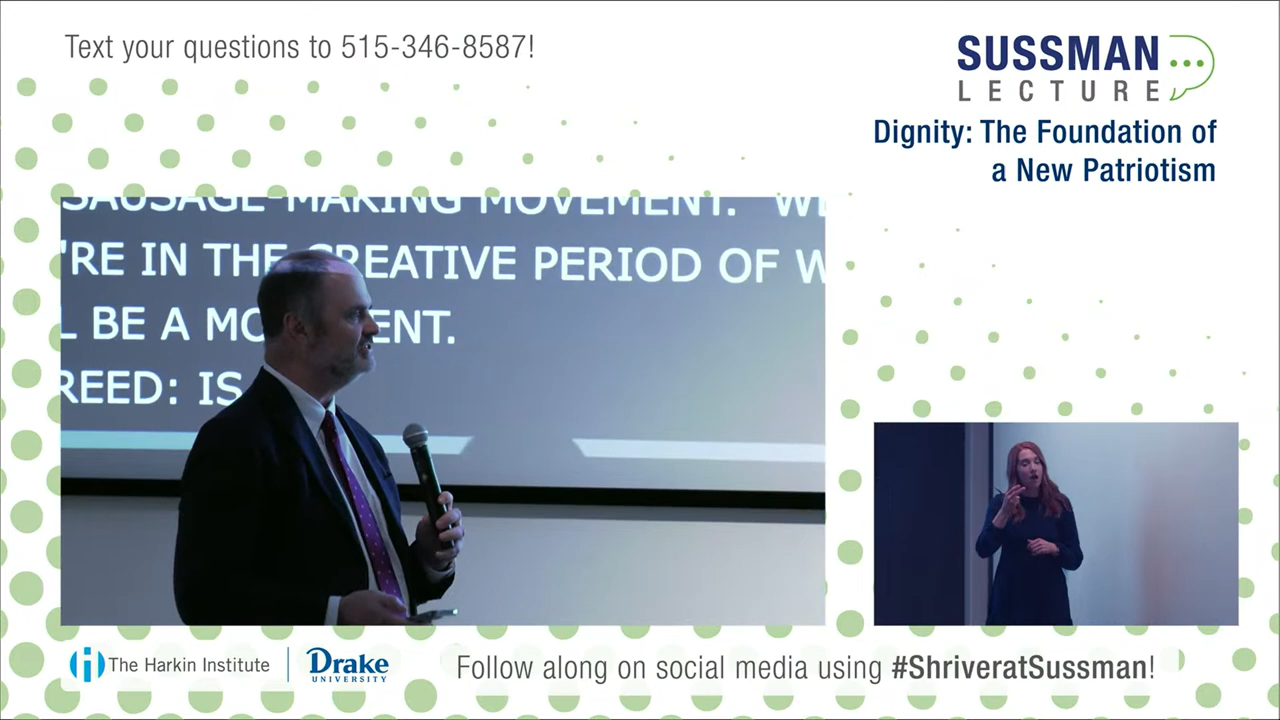 Text your questions to 515-346-8587!
SUSSMAN
LECTURE
Dignity: The Foundation of
a New Patriotism
SAUSAGE-MAKING MOVEMENT. WE
'RE IN THE CREATIVE PERIOD OF W
L BE A MO ENT.
REED: IS
The Harkin Institute
Drake
UNIVERSITY
Follow along on social media using #ShriveratSussman!